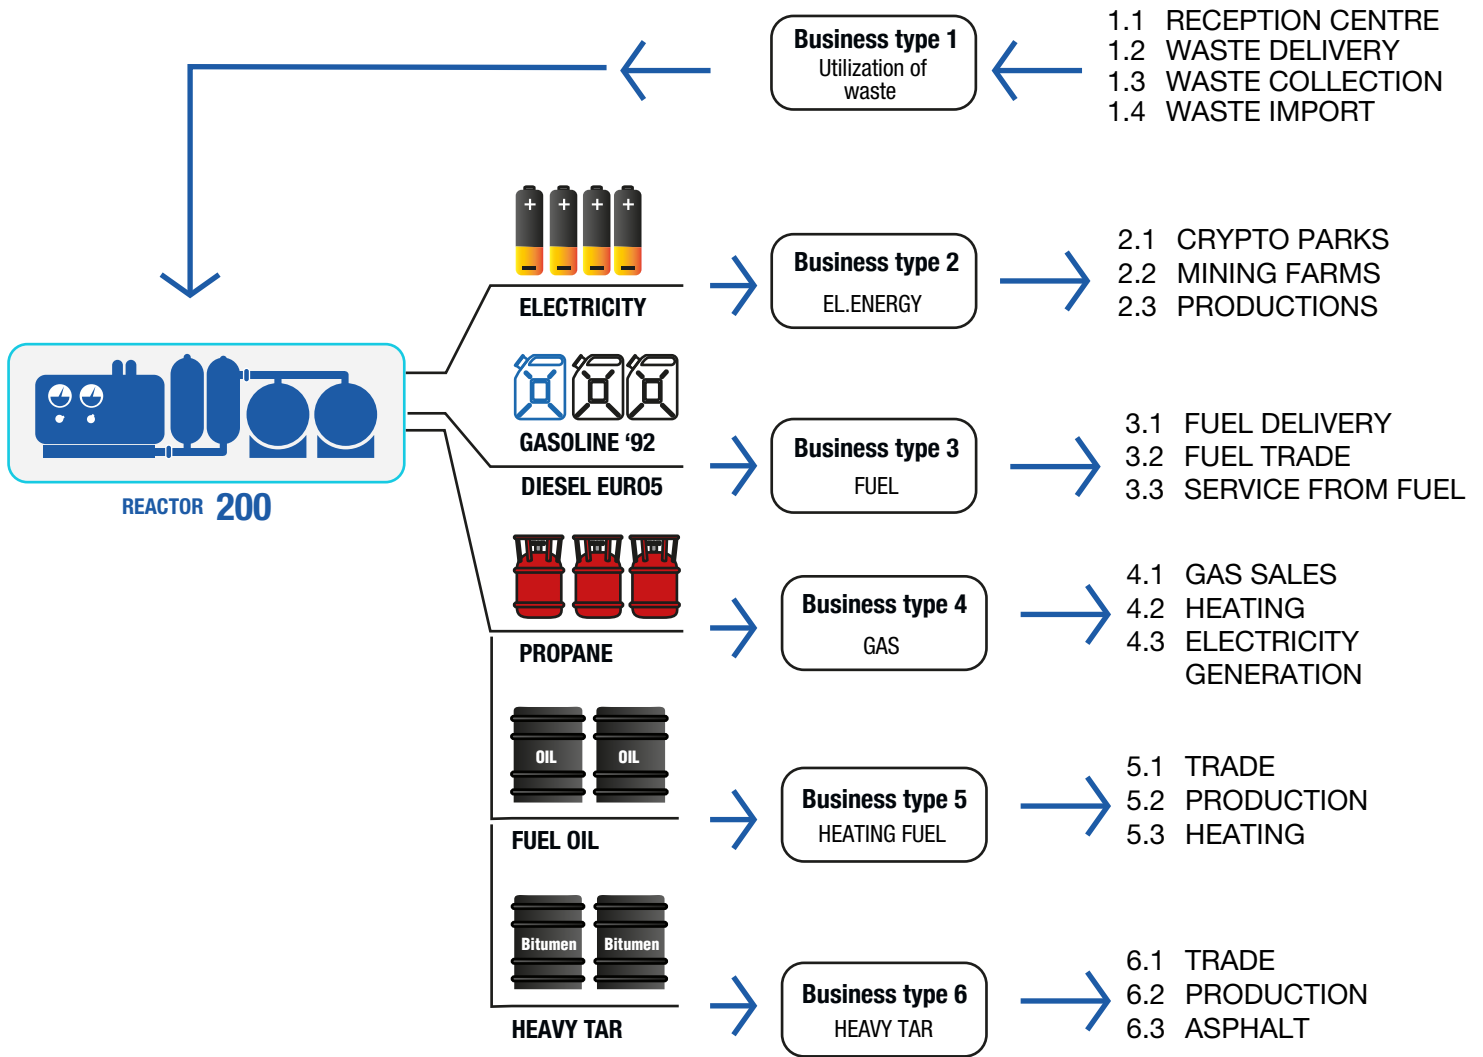 Business type 1
Utilization of
waste
1.1 RECEPTION CENTRE
1.2 WASTE DELIVERY
1.3 WASTE COLLECTION
1.4 WASTE IMPORT
+ + + +
ELECTRICITY
Business type 2
EL.ENERGY
2.1 CRYPTO PARKS
2.2 MINING FARMS
2.3 PRODUCTIONS
REACTOR 200
GASOLINE ‘92
DIESEL EURO5
Business type 3
FUEL
3.1 FUEL DELIVERY
3.2 FUEL TRADE
3.3 SERVICE FROM FUEL
PROPANE
Business type 4
GAS
4.1 GAS SALES
4.2 HEATING
4.3 ELECTRICITY
GENERATION
OIL OIL
FUEL OIL
Business type 5
HEATING FUEL
5.1 TRADE
5.2 PRODUCTION
5.3 HEATING
Bitumen Bitumen
HEAVY TAR
Business type 6
HEAVY TAR
6.1 TRADE
6.2 PRODUCTION
6.3 ASPHALT